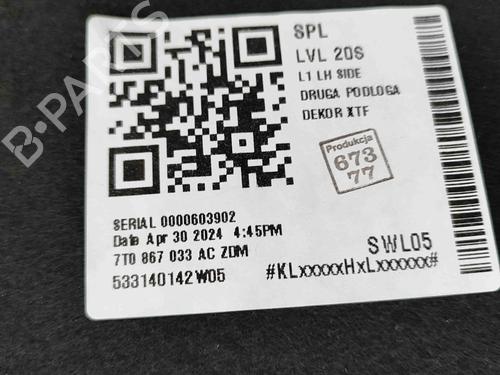 SPL
LVL 20S
L1 LH SIDE
DRUGA PODLOGA
DEKOR XTF
Produkcja
673
77
SERIAL 0000603902
Date Apr 30 2024 4:45PM
7T0 867 033 AC ZDM
533140142W05
SWL05
#KLxxxxxHxLxxxxxx#
B-PARTS